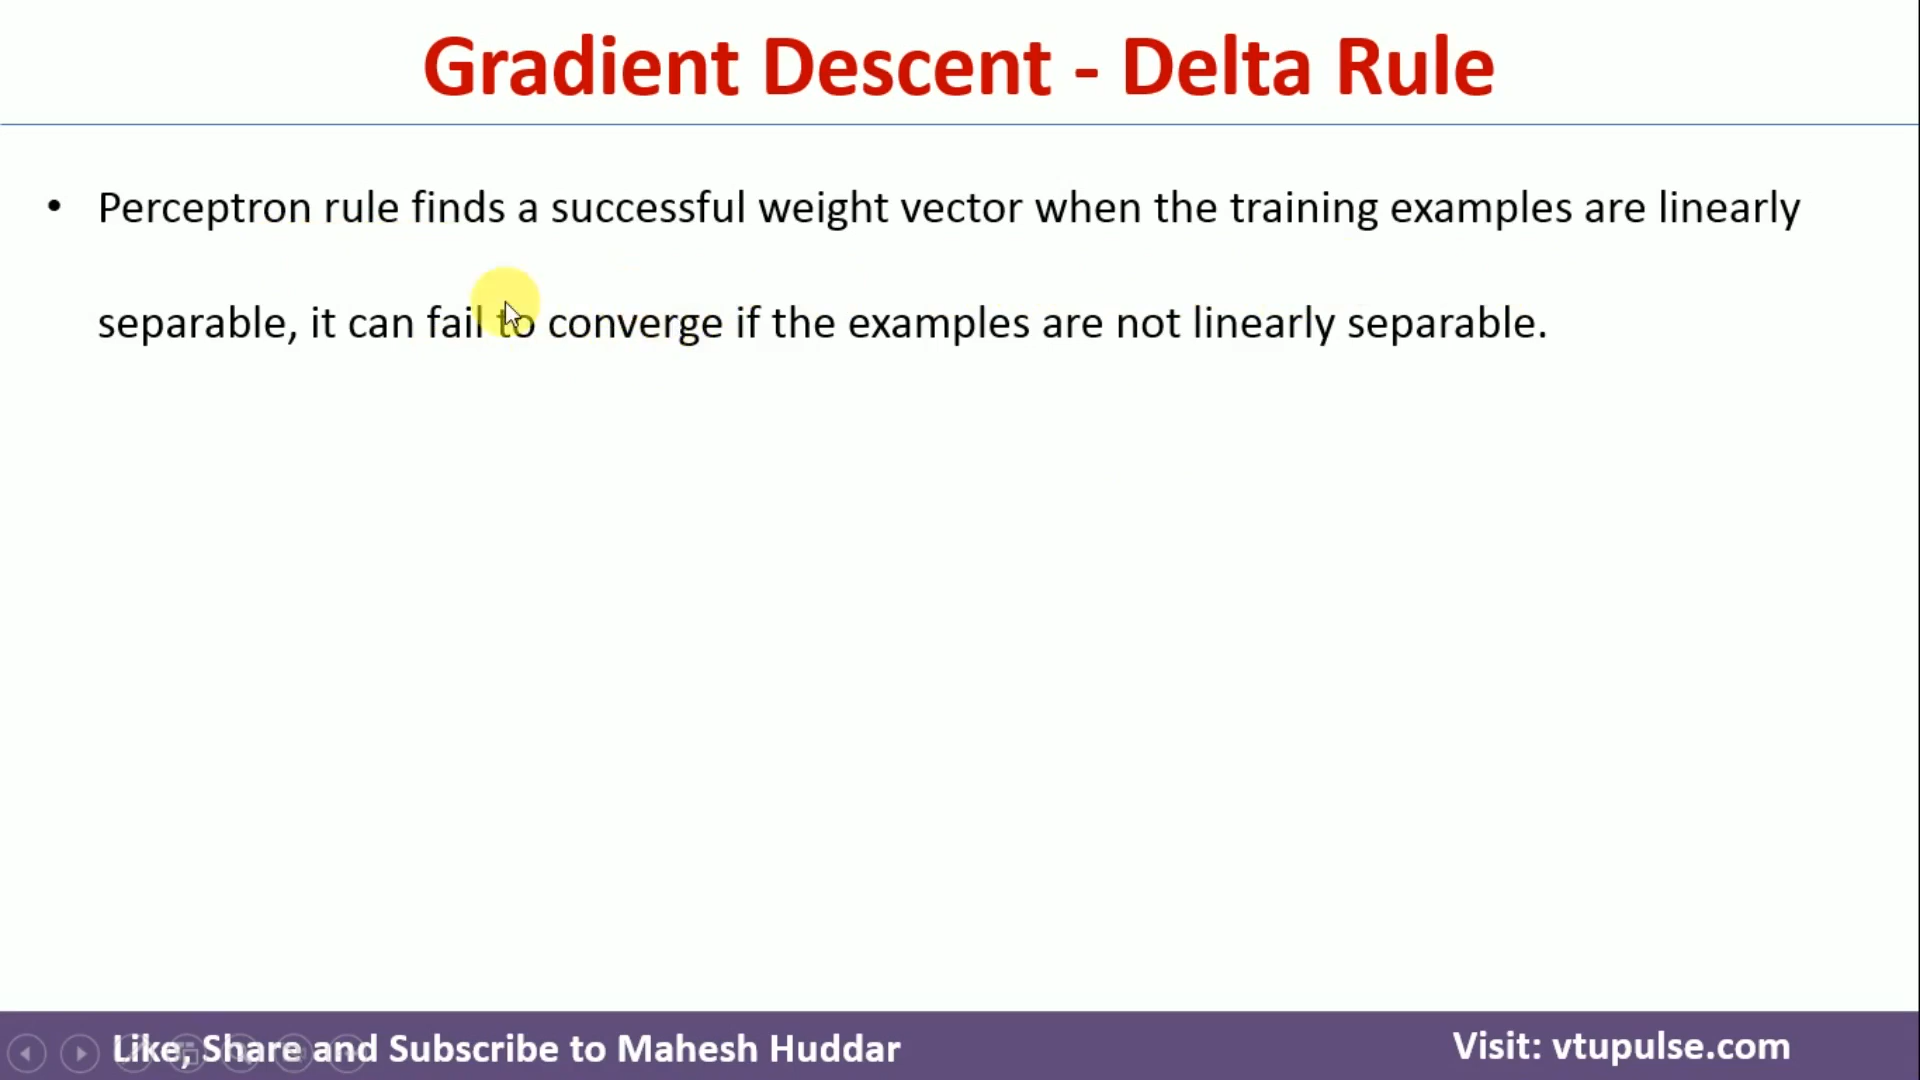 Gradient Descent - Delta Rule
• Perceptron rule finds a successful weight vector when the training examples are linearly
separable, it can fail to converge if the examples are not linearly separable.
Like, Share and Subscribe to Mahesh Huddar
Visit: vtupulse.com